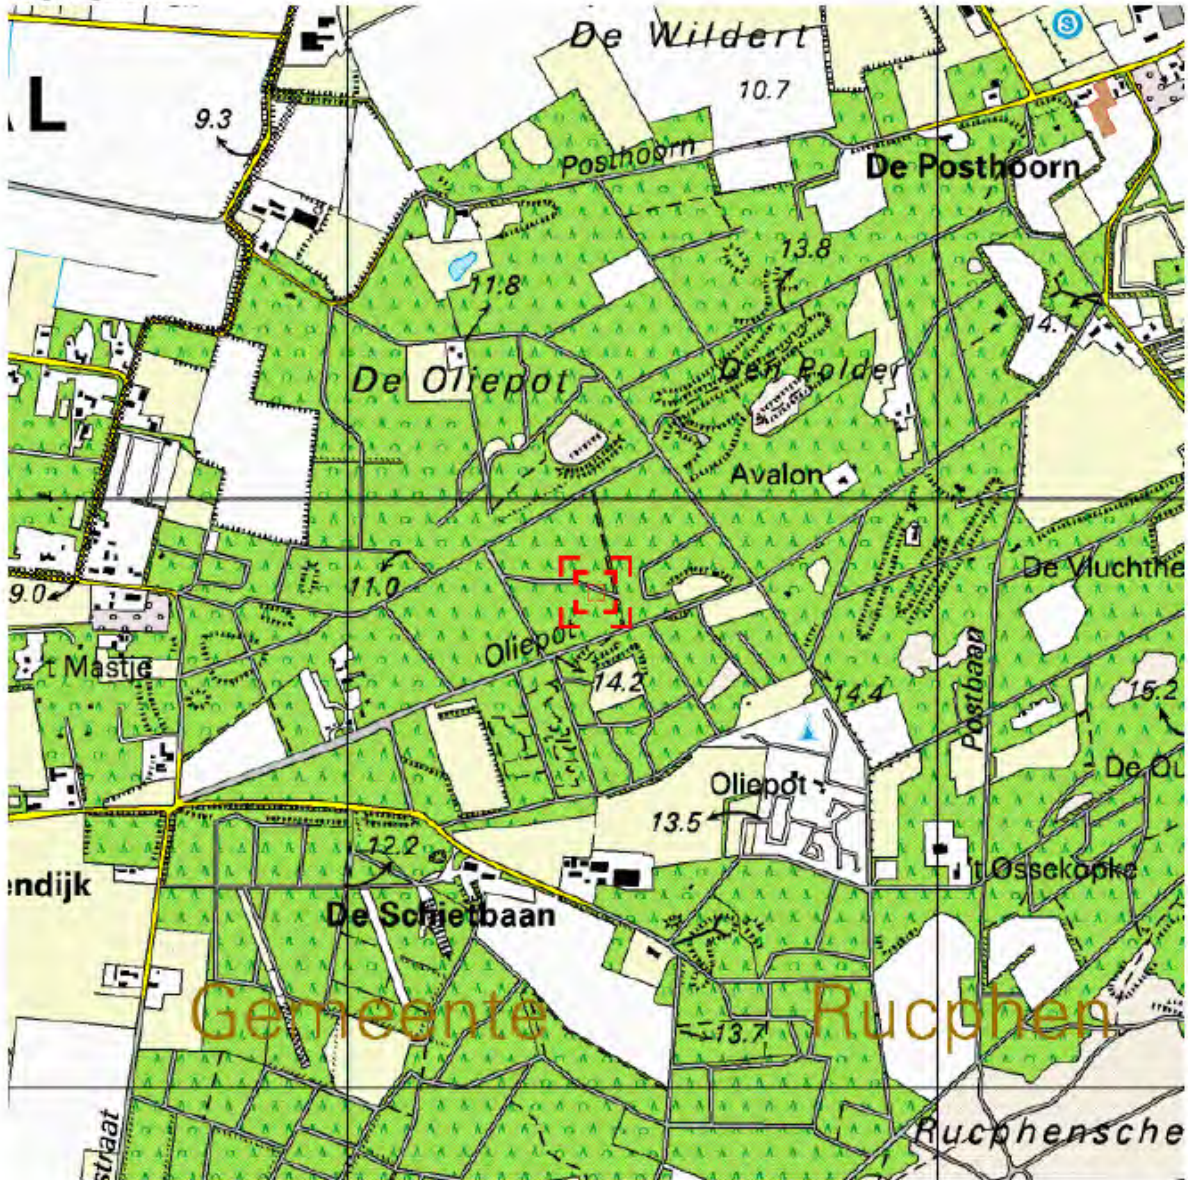 De Wildert
10.7
S
L
9.3
Posthoorn
De Posthoorn
13.8
11.8
14.1
De Oliepot
Den Polder
Avalon
11.0
9.0
De Vluchthe
Oliepot
't Mastje
14.2
14.4
Postbaan
15.2
De Ou
Oliepot
13.5
12.2
't Ossekopke
endijk
De Schietbaan
Gemeente Rucphen
13.7
straat
Rucphensche